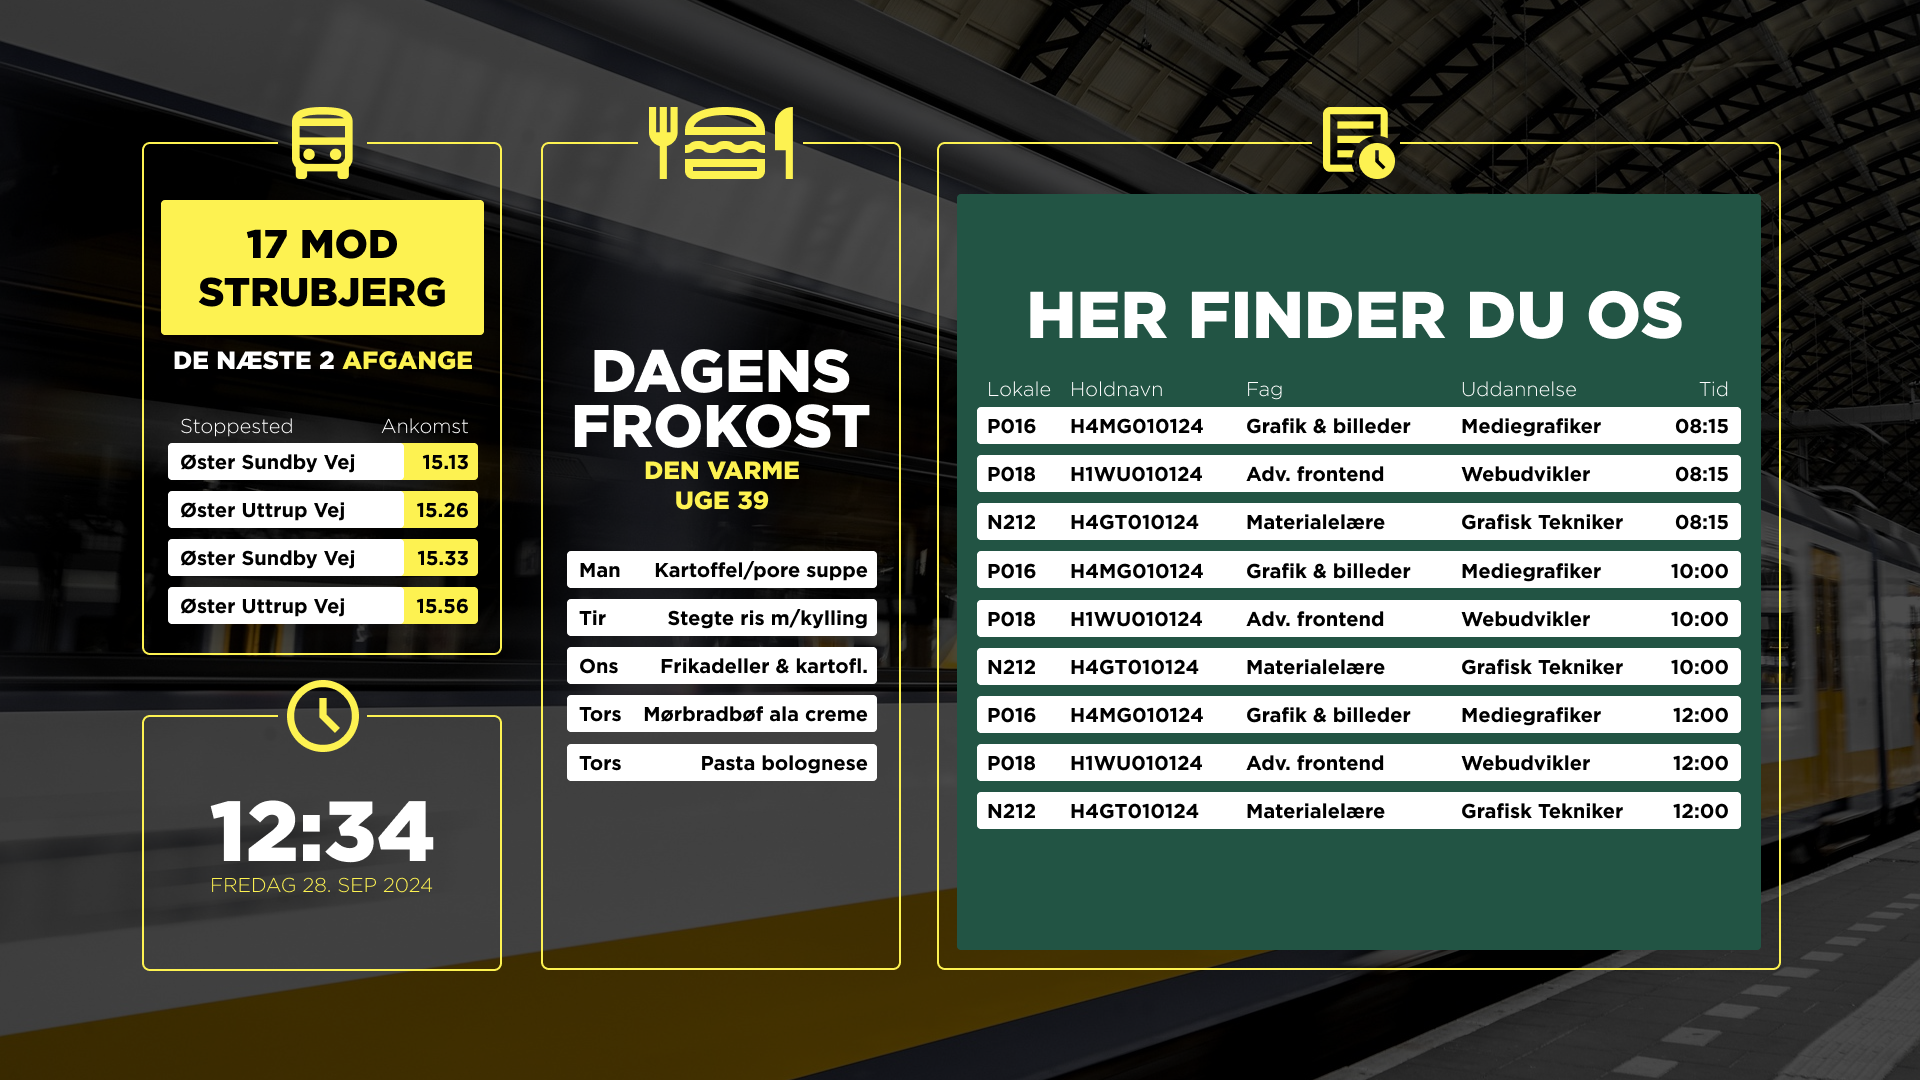 17 MOD
STRUBJERG
DE NÆSTE 2 AFGANGE
Stoppested Ankomst
Øster Sundby Vej 15.13
Øster Uttrup Vej 15.26
Øster Sundby Vej 15.33
Øster Uttrup Vej 15.56
12:34
FREDAG 28. SEP 2024
DAGENS
FROKOST
DEN VARME
UGE 39
Man Kartoffel/pore suppe
Tir Stegte ris m/kylling
Ons Frikadeller & kartofl.
Tors Mørbradbøf ala creme
Tors Pasta bolognese
HER FINDER DU OS
Lokale Holdnavn Fag Uddannelse Tid
P016 H4MG010124 Grafik & billeder Mediegrafiker 08:15
P018 H1WU010124 Adv. frontend Webudvikler 08:15
N212 H4GT010124 Materialelære Grafisk Tekniker 08:15
P016 H4MG010124 Grafik & billeder Mediegrafiker 10:00
P018 H1WU010124 Adv. frontend Webudvikler 10:00
N212 H4GT010124 Materialelære Grafisk Tekniker 10:00
P016 H4MG010124 Grafik & billeder Mediegrafiker 12:00
P018 H1WU010124 Adv. frontend Webudvikler 12:00
N212 H4GT010124 Materialelære Grafisk Tekniker 12:00